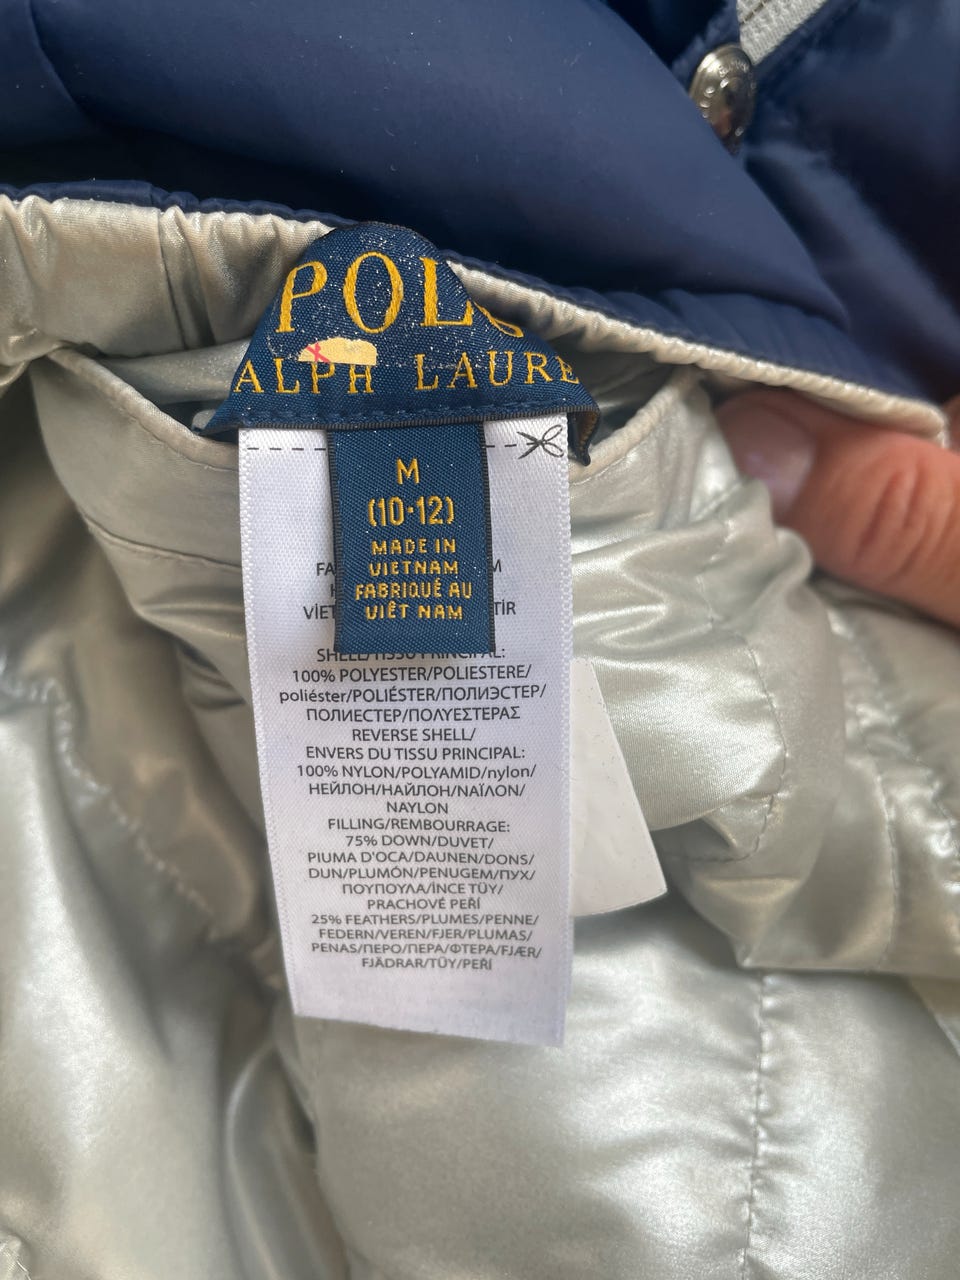 POLO
ALPH LAURE
M
(10-12)
MADE IN
VIETNAM
FABRIQUÉ AU
VIÊT NAM
SHELL/TISSU PRINCIPAL:
100% POLYESTER/POLIESTERE/
poliéster/POLIÉSTER/ПОЛИЭСТЕР/
ПОЛИЕСТЕР/ΠΟΛΥΕΣΤΕΡΑΣ
REVERSE SHELL/
ENVERS DU TISSU PRINCIPAL:
100% NYLON/POLYAMID/nylon/
НЕЙЛОН/НАЙЛОН/ΝΑΪΛΟΝ/
NAYLON
FILLING/REMBOURRAGE:
75% DOWN/DUVET/
PIUMA D'OCA/DAUNEN/DONS/
DUN/PLUMÓN/PENUGEM/ПУХ/
ΠΟΥΠΟΥΛΑ/İNCE TÜY/
PRACHOVÉ PEŘÍ
25% FEATHERS/PLUMES/PENNE/
FEDERN/VEREN/FJER/PLUMAS/
PENAS/ПЕРО/ПЕРА/ΦΤΕΡΑ/FJÆR/
FJÄDRAR/TÜY/PEŘÍ